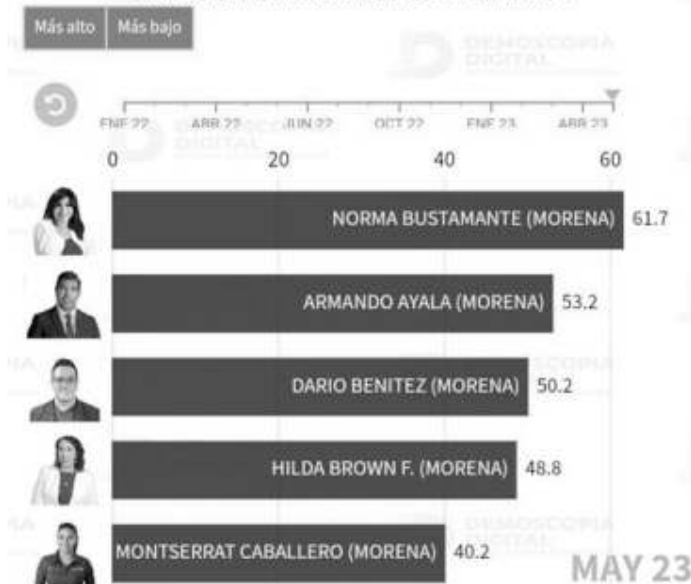 Más alto Más bajo
DEMOSCOPIA
DIGITAL
ENE 22 ABR 22 JUN 22 OCT 22 ENE 23 ABR 23
0 20 40 60
NORMA BUSTAMANTE (MORENA) 61.7
ARMANDO AYALA (MORENA) 53.2
DARIO BENITEZ (MORENA) 50.2
HILDA BROWN F. (MORENA) 48.8
MONTSERRAT CABALLERO (MORENA) 40.2
MAY 23